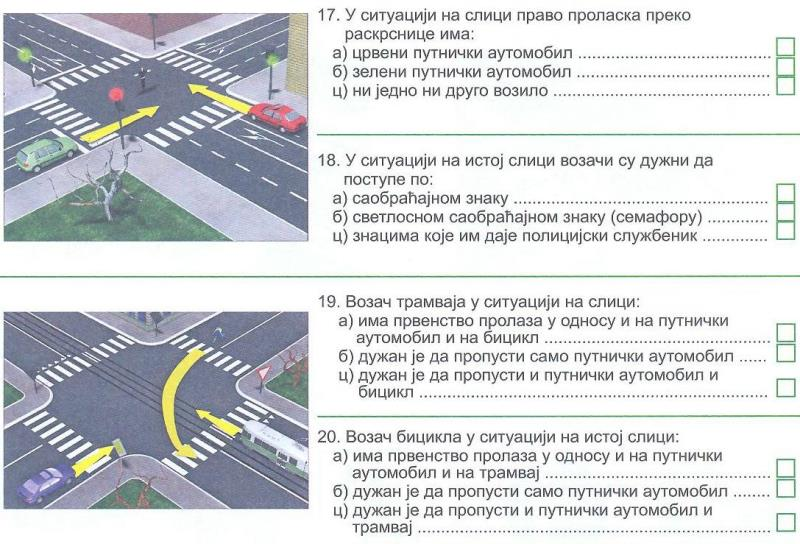 17. У ситуацији на слици право проласка преко
раскрснице има:
а) црвени путнички аутомобил
б) зелени путнички аутомобил
ц) ни једно ни друго возило
18. У ситуацији на истој слици возачи су дужни да
поступе по:
а) саобраћајном знаку
б) светлосном саобраћајном знаку (семафору)
ц) знацима које им даје полицијски службеник
19. Возач трамваја у ситуацији на слици:
а) има првенство пролаза у односу и на путнички
аутомобил и на бицикл
б) дужан је да пропусти само путнички аутомобил
ц) дужан је да пропусти и путнички аутомобил и
бицикл
20. Возач бицикла у ситуацији на истој слици:
а) има првенство пролаза у односу и на путнички
аутомобил и на трамвај
б) дужан је да пропусти само путнички аутомобил
ц) дужан је да пропусти и путнички аутомобил и
трамвај